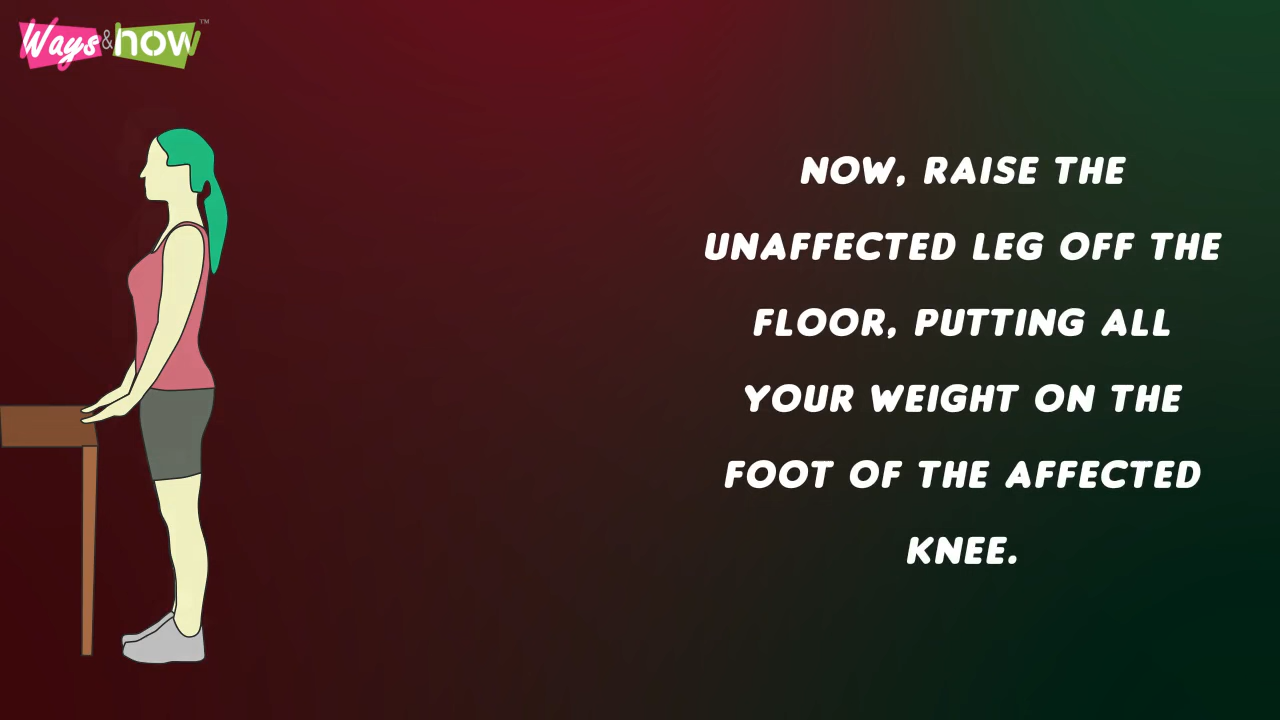 Ways & how ™
NOW, RAISE THE
UNAFFECTED LEG OFF THE
FLOOR, PUTTING ALL
YOUR WEIGHT ON THE
FOOT OF THE AFFECTED
KNEE.